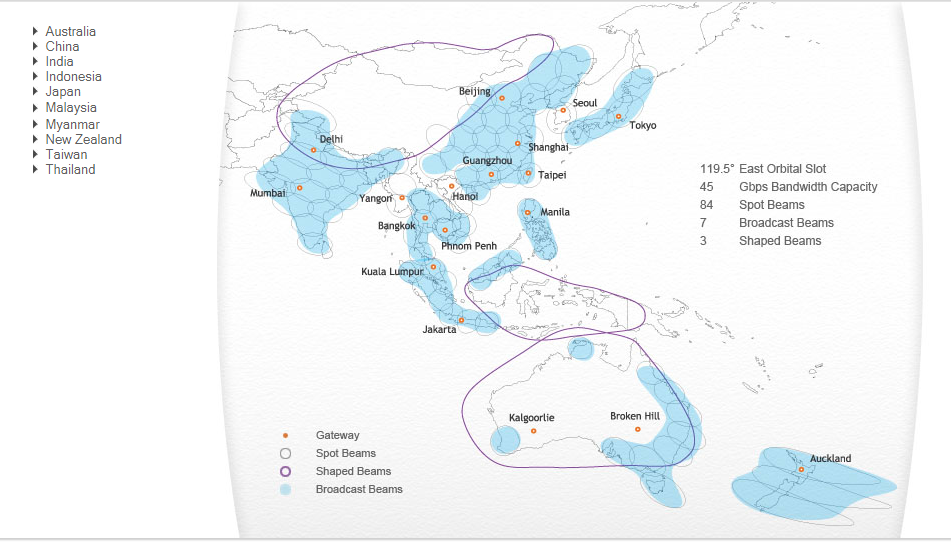 Australia
China
India
Indonesia
Japan
Malaysia
Myanmar
New Zealand
Taiwan
Thailand
Beijing
Seoul
Tokyo
Delhi
Shanghai
Guangzhou
Taipei
Mumbai
Yangon
Hanoi
Manila
Bangkok
Phnom Penh
Kuala Lumpur
Jakarta
119.5° East Orbital Slot
45 Gbps Bandwidth Capacity
84 Spot Beams
7 Broadcast Beams
3 Shaped Beams
Kalgoorlie
Broken Hill
Auckland
Gateway
Spot Beams
Shaped Beams
Broadcast Beams